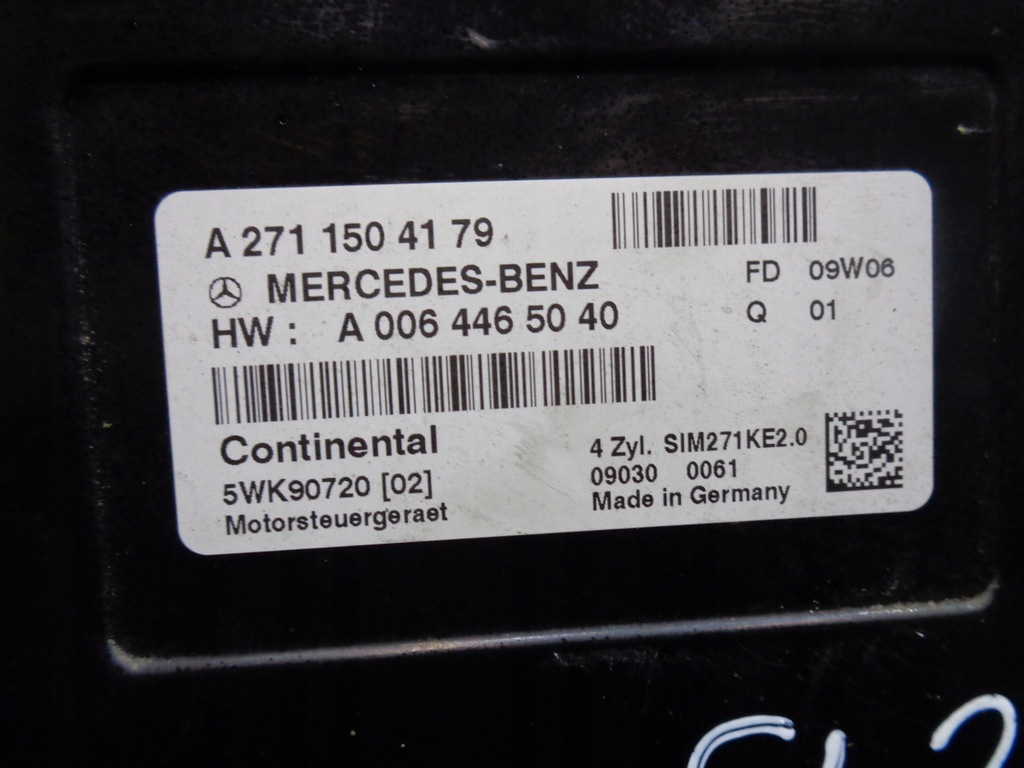 A 271 150 41 79
MERCEDES-BENZ
HW : A 006 446 50 40
FD 09W06
Q 01
Continental
5WK90720 [02]
Motorsteuergeraet
4 Zyl. SIM271KE2.0
09030 0061
Made in Germany